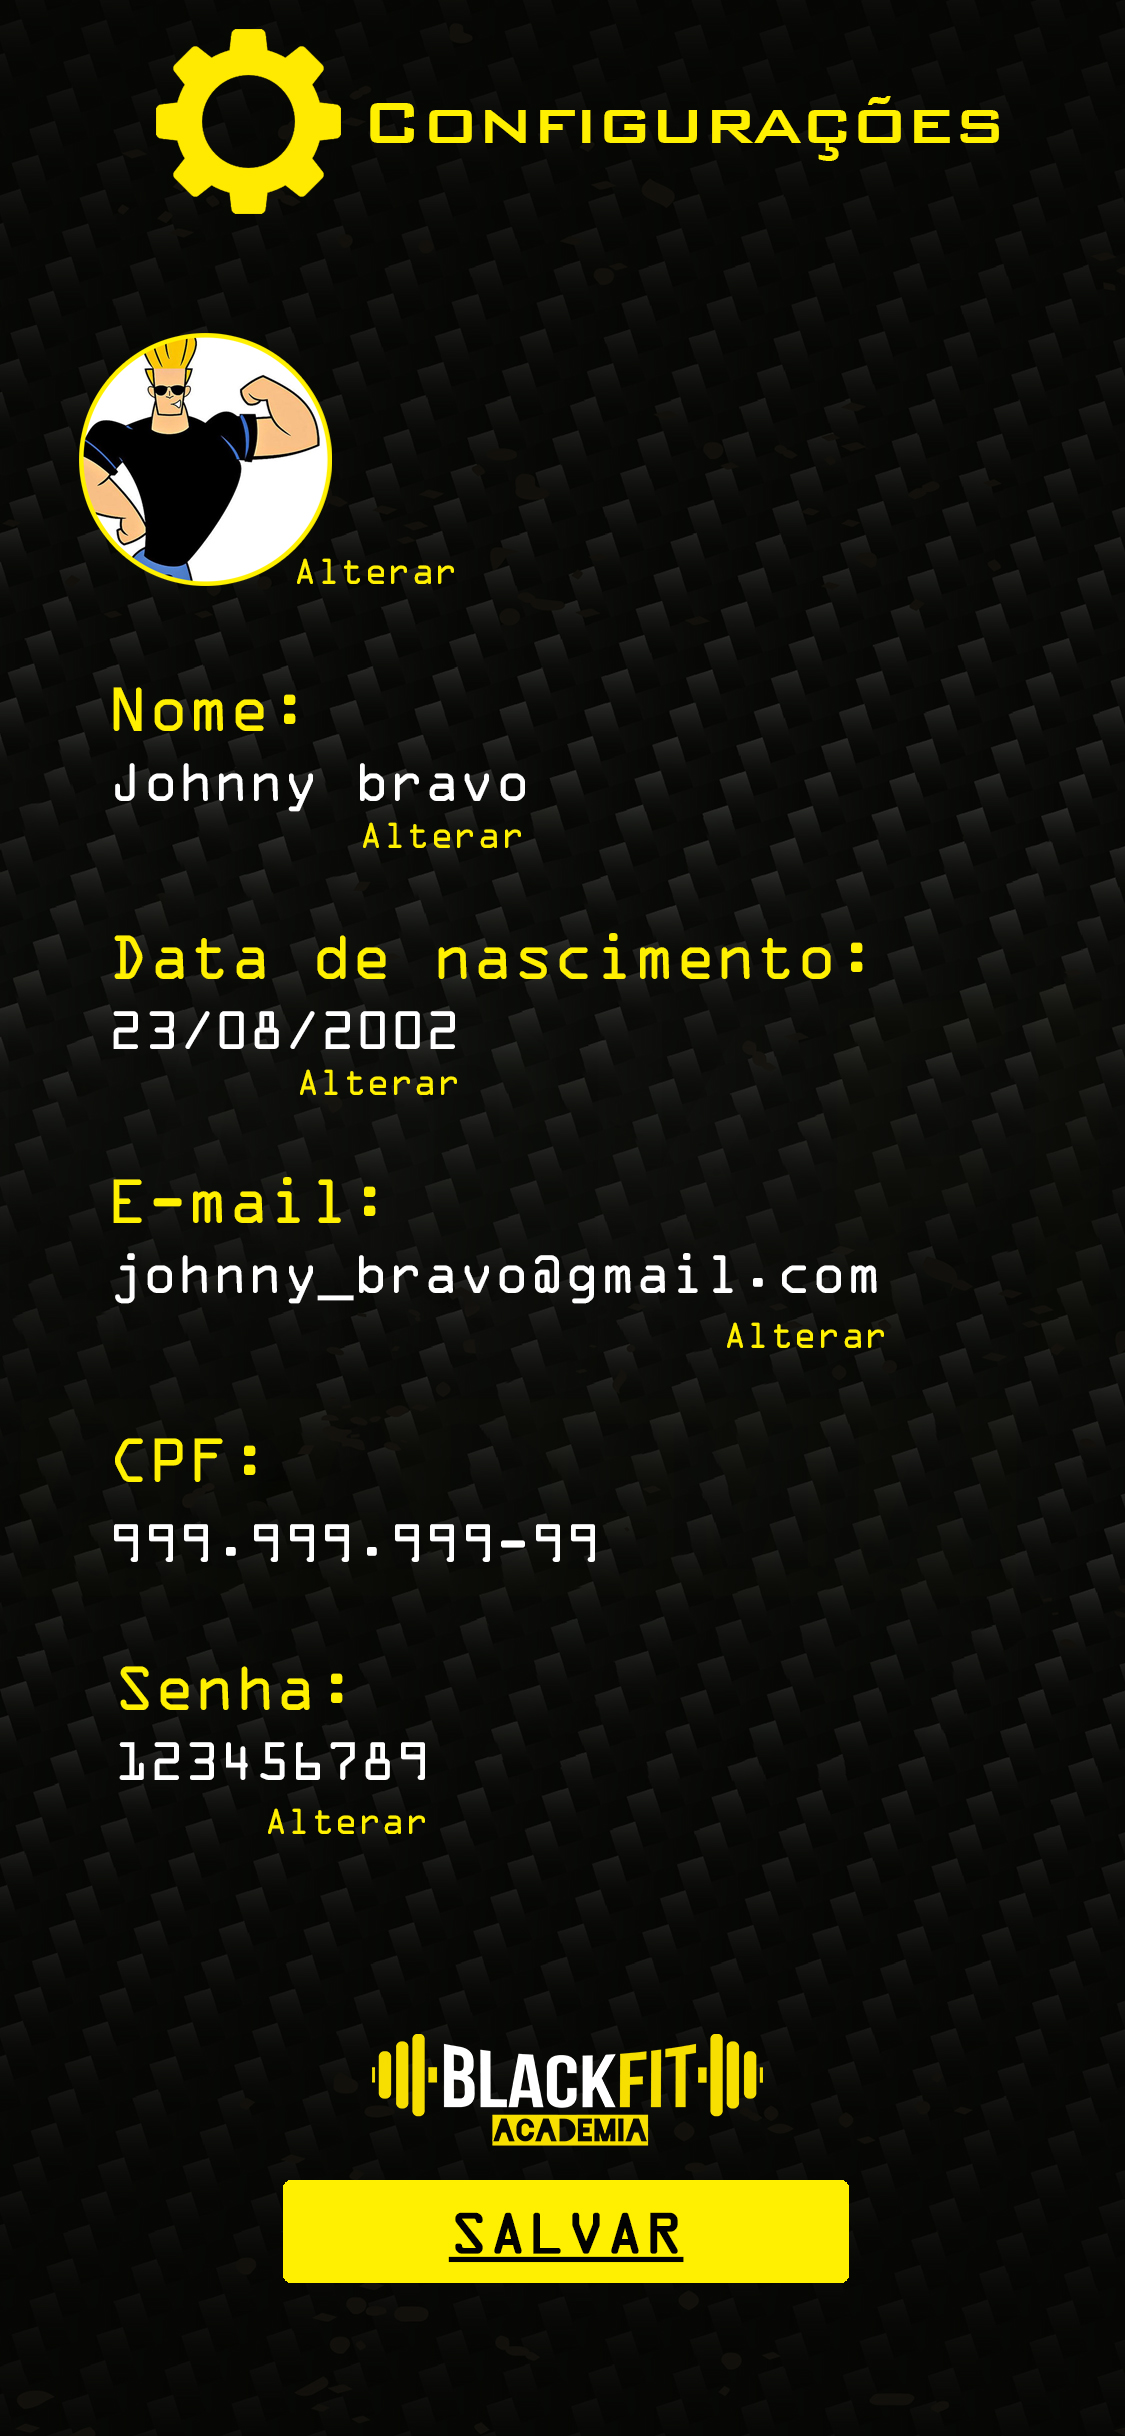 Configurações
Alterar
Nome:
Johnny bravo
Alterar
Data de nascimento:
23/08/2002
Alterar
E-mail:
johnny_bravo@gmail.com
Alterar
CPF:
999.999.999-99
Senha:
123456789
Alterar
BLACKFIT
ACADEMIA
SALVAR